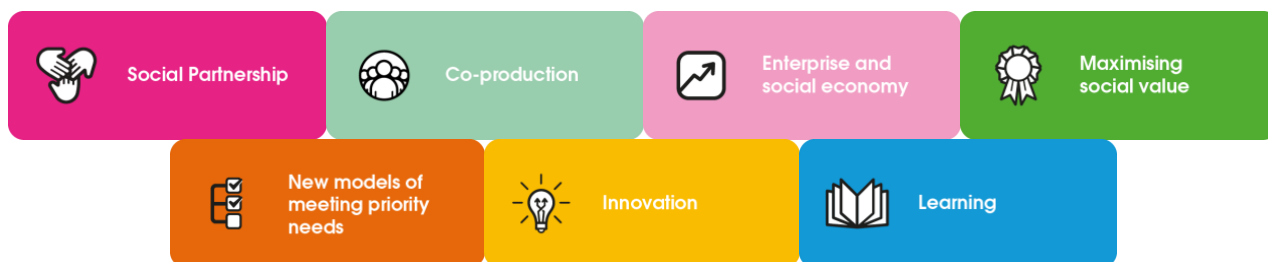 Social Partnership
Co-production
Enterprise and
social economy
Maximising
social value
New models of
meeting priority
needs
Innovation
Learning